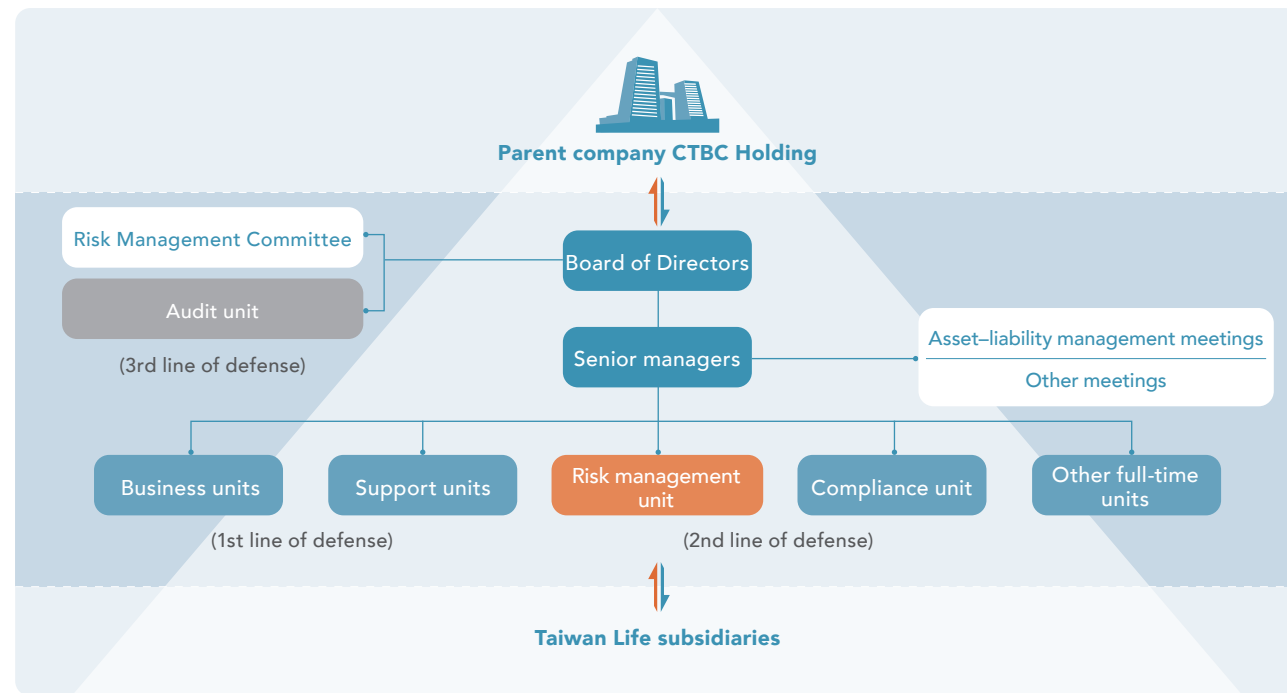 Parent company CTBC Holding
Risk Management Committee
Audit unit
(3rd line of defense)
Board of Directors
Senior managers
Asset–liability management meetings
Other meetings
Business units
Support units
Risk management
unit
Compliance unit
Other full-time
units
(1st line of defense)
(2nd line of defense)
Taiwan Life subsidiaries